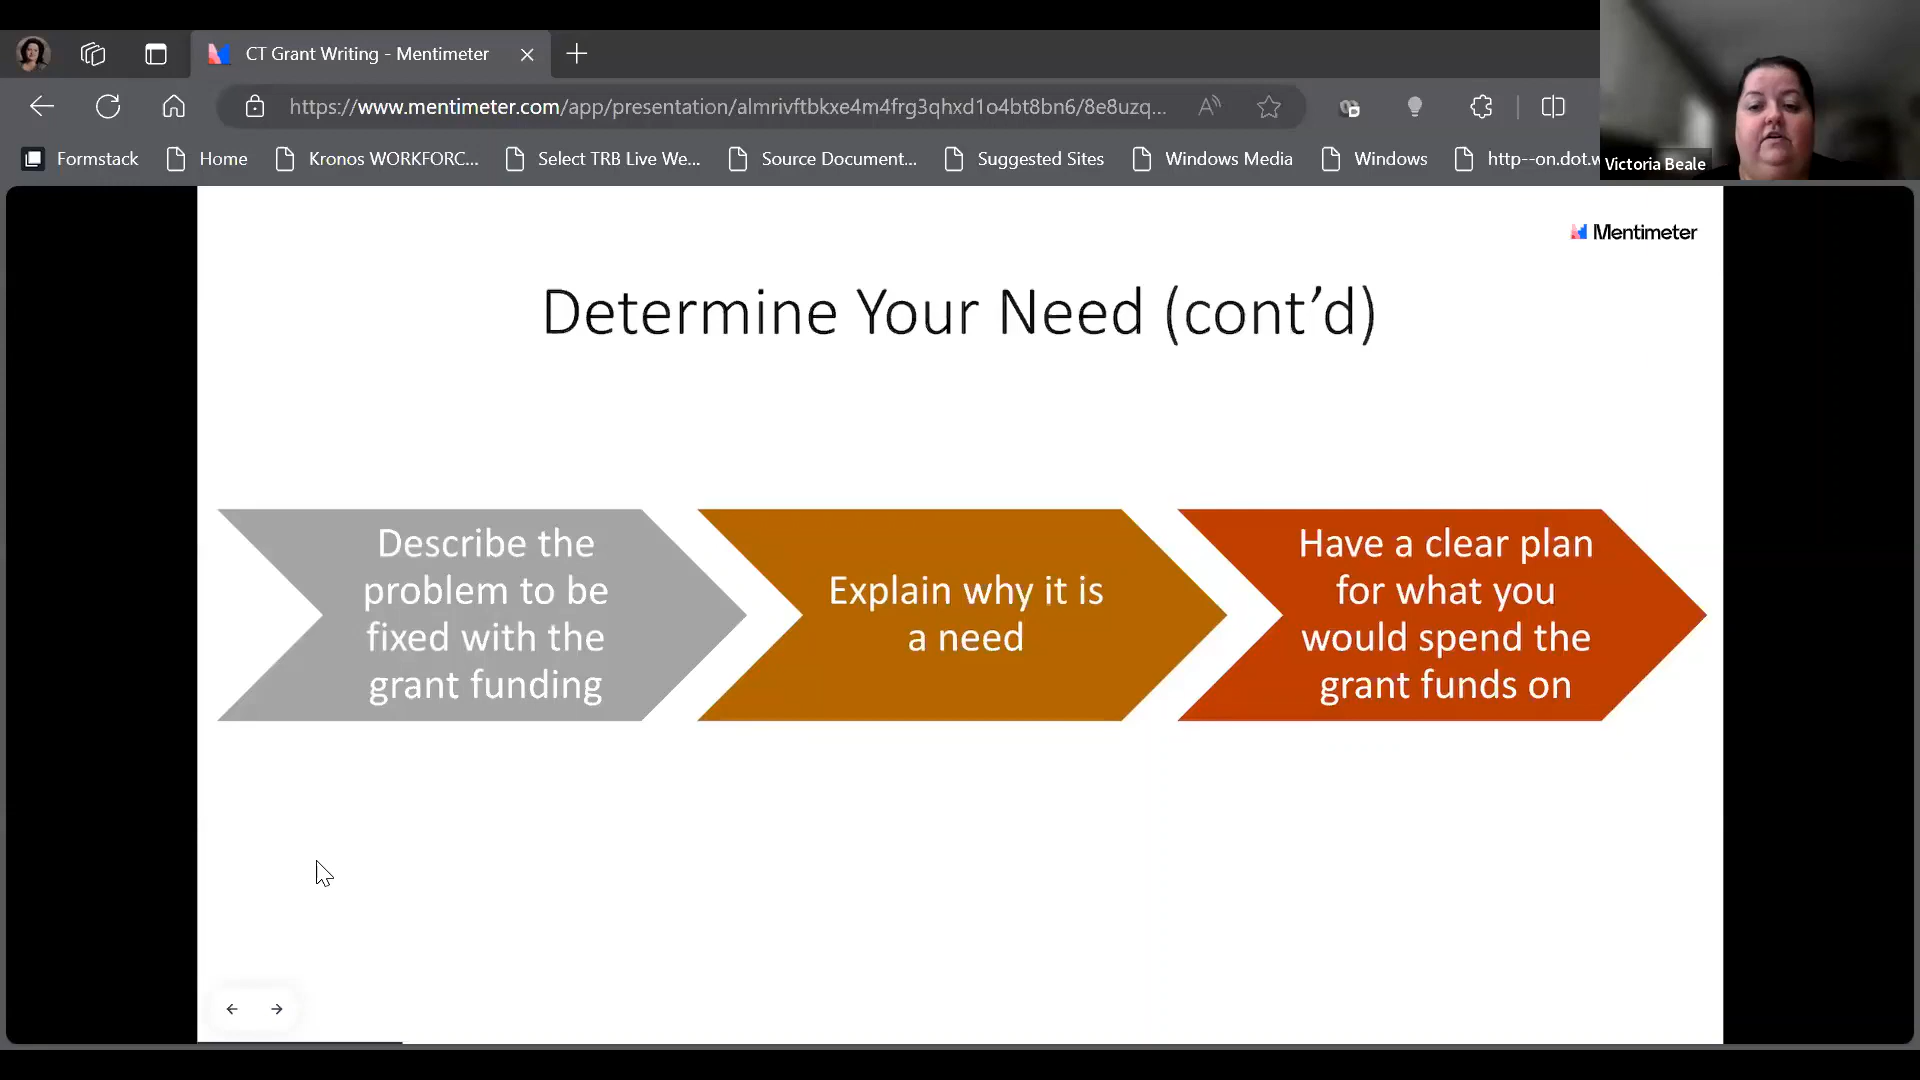 CT Grant Writing - Mentimeter
https://www.mentimeter.com/app/presentation/almrivftbkxe4m4frg3qhxd1o4bt8bn6/8e8uzq...
Formstack Home Kronos WORKFORC... Select TRB Live We... Source Document... Suggested Sites Windows Media Windows http--on.dot.w
Victoria Beale
Mentimeter
Determine Your Need (cont’d)
Describe the
problem to be
fixed with the
grant funding
Explain why it is
a need
Have a clear plan
for what you
would spend the
grant funds on